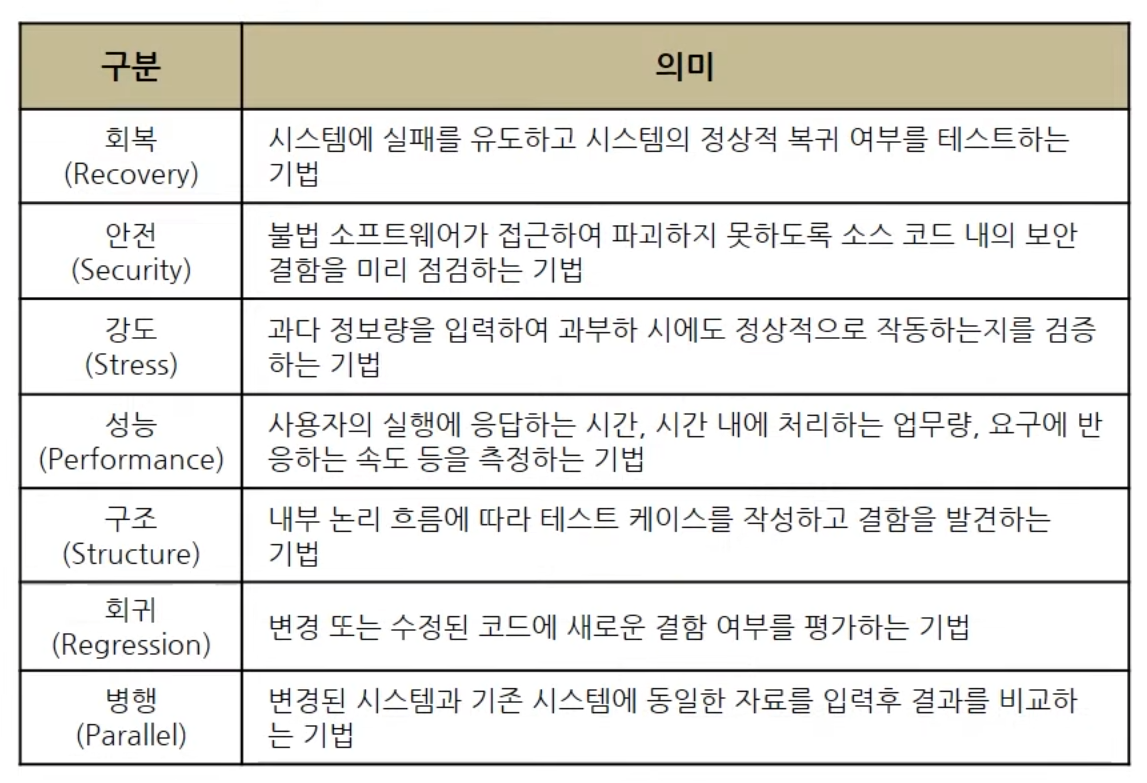 구분
의미
회복
(Recovery)
시스템에 실패를 유도하고 시스템의 정상적 복귀 여부를 테스트하는
기법
안전
(Security)
불법 소프트웨어가 접근하여 파괴하지 못하도록 소스 코드 내의 보안
결함을 미리 점검하는 기법
강도
(Stress)
과다 정보량을 입력하여 과부하 시에도 정상적으로 작동하는지를 검증
하는 기법
성능
(Performance)
사용자의 실행에 응답하는 시간, 시간 내에 처리하는 업무량, 요구에 반
응하는 속도 등을 측정하는 기법
구조
(Structure)
내부 논리 흐름에 따라 테스트 케이스를 작성하고 결함을 발견하는
기법
회귀
(Regression)
변경 또는 수정된 코드에 새로운 결함 여부를 평가하는 기법
병행
(Parallel)
변경된 시스템과 기존 시스템에 동일한 자료를 입력후 결과를 비교하
는 기법